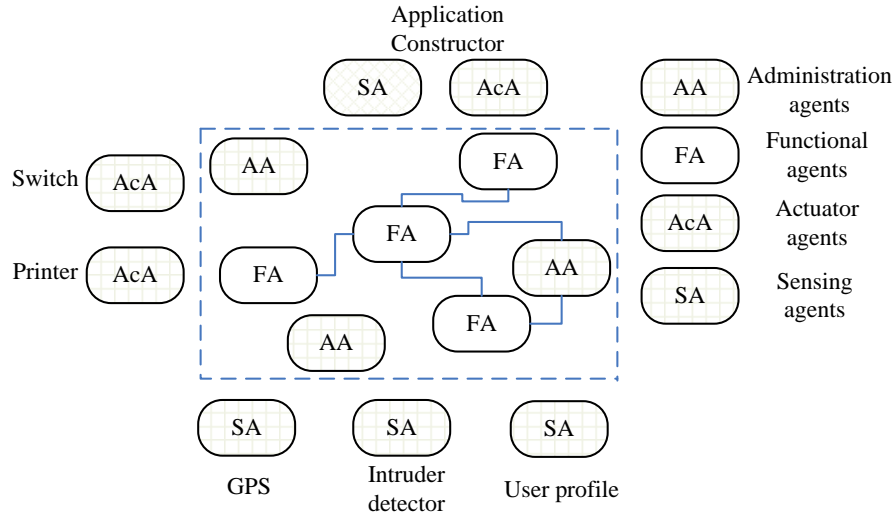 Application
Constructor
SA
AcA
AA
Administration
agents
AA
FA
FA
Functional
agents
Switch
AcA
FA
AcA
Actuator
agents
Printer
AcA
FA
AA
SA
Sensing
agents
FA
AA
SA
SA
SA
GPS
Intruder
detector
User profile